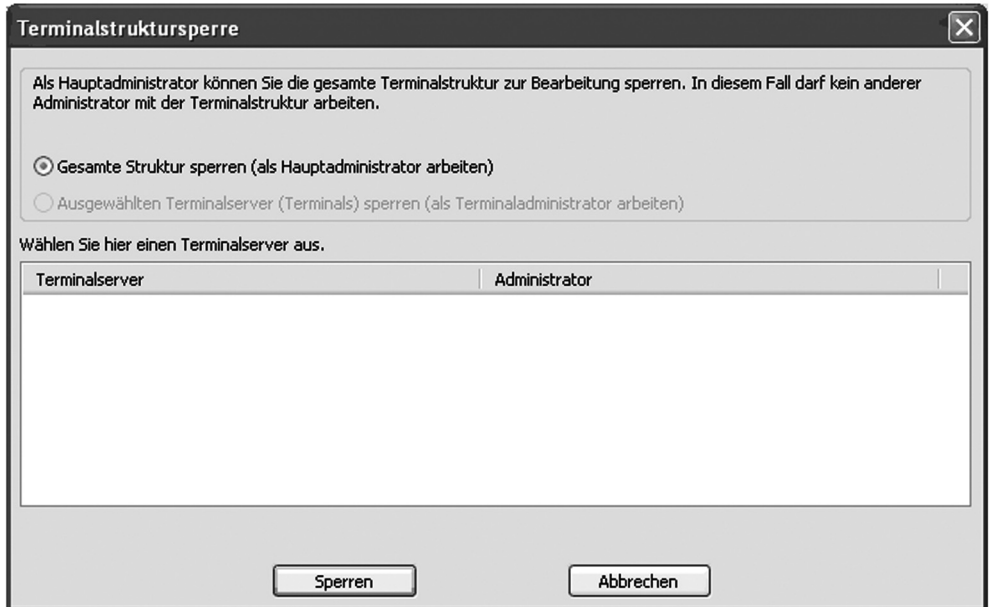 Terminalstruktursperre
Als Hauptadministrator können Sie die gesamte Terminalstruktur zur Bearbeitung sperren. In diesem Fall darf kein anderer
Administrator mit der Terminalstruktur arbeiten.
Gesamte Struktur sperren (als Hauptadministrator arbeiten)
Ausgewählten Terminalserver (Terminals) sperren (als Terminaladministrator arbeiten)
Wählen Sie hier einen Terminalserver aus.
Terminalserver Administrator
Sperren Abbrechen